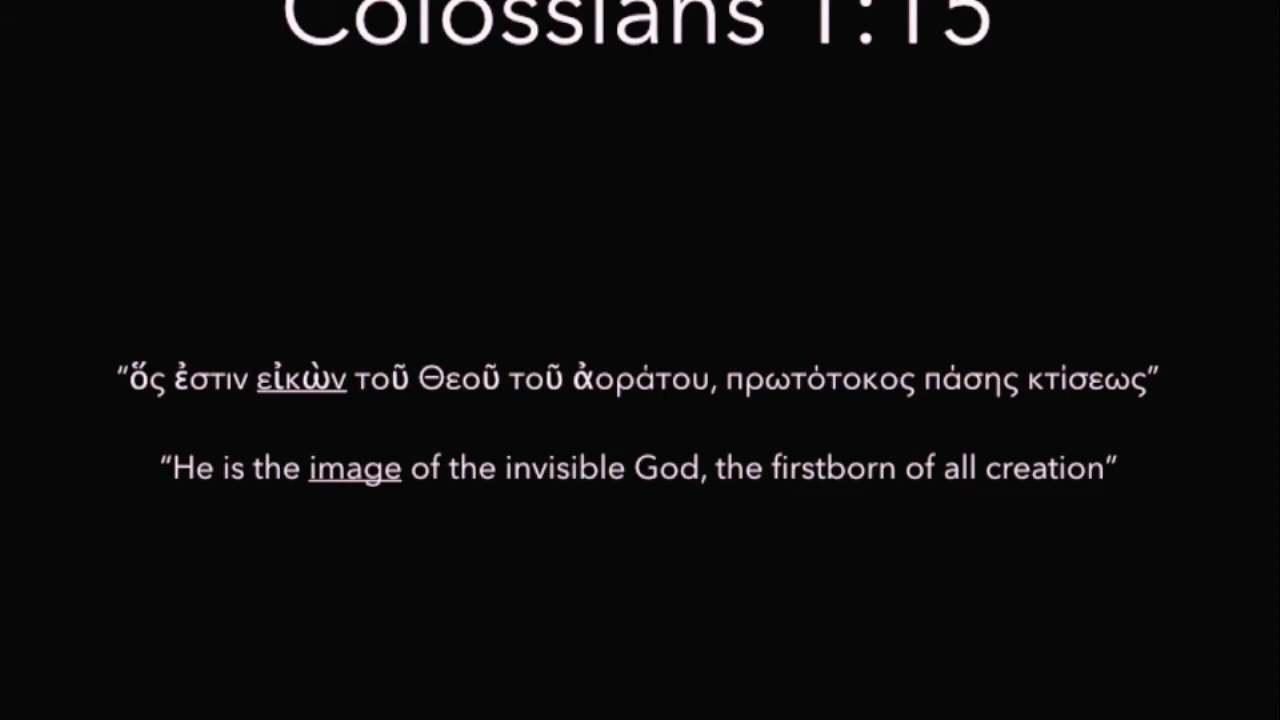 Colossians 1:15
“ὅς ἐστιν εἰκὼν τοῦ Θεοῦ τοῦ ἀοράτου, πρωτότοκος πάσης κτίσεως”
“He is the image of the invisible God, the firstborn of all creation”